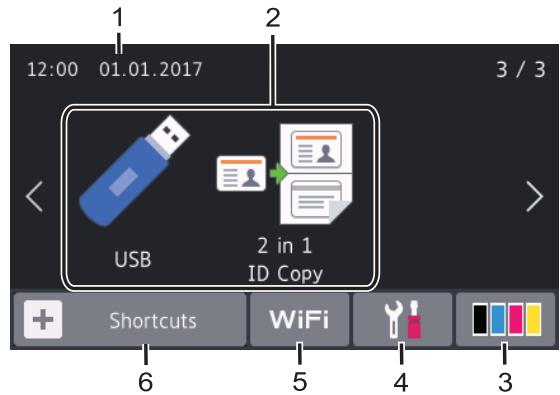 1
2
12:00 01.01.2017
3 / 3
USB
2 in 1
ID Copy
+ Shortcuts
WiFi
6
5
4
3